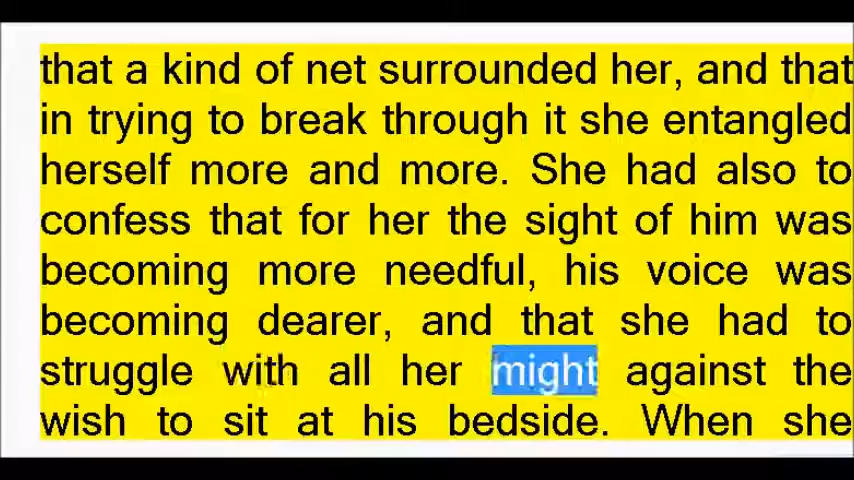 that a kind of net surrounded her, and that
in trying to break through it she entangled
herself more and more. She had also to
confess that for her the sight of him was
becoming more needful, his voice was
becoming dearer, and that she had to
struggle with all her might against the
wish to sit at his bedside. When she